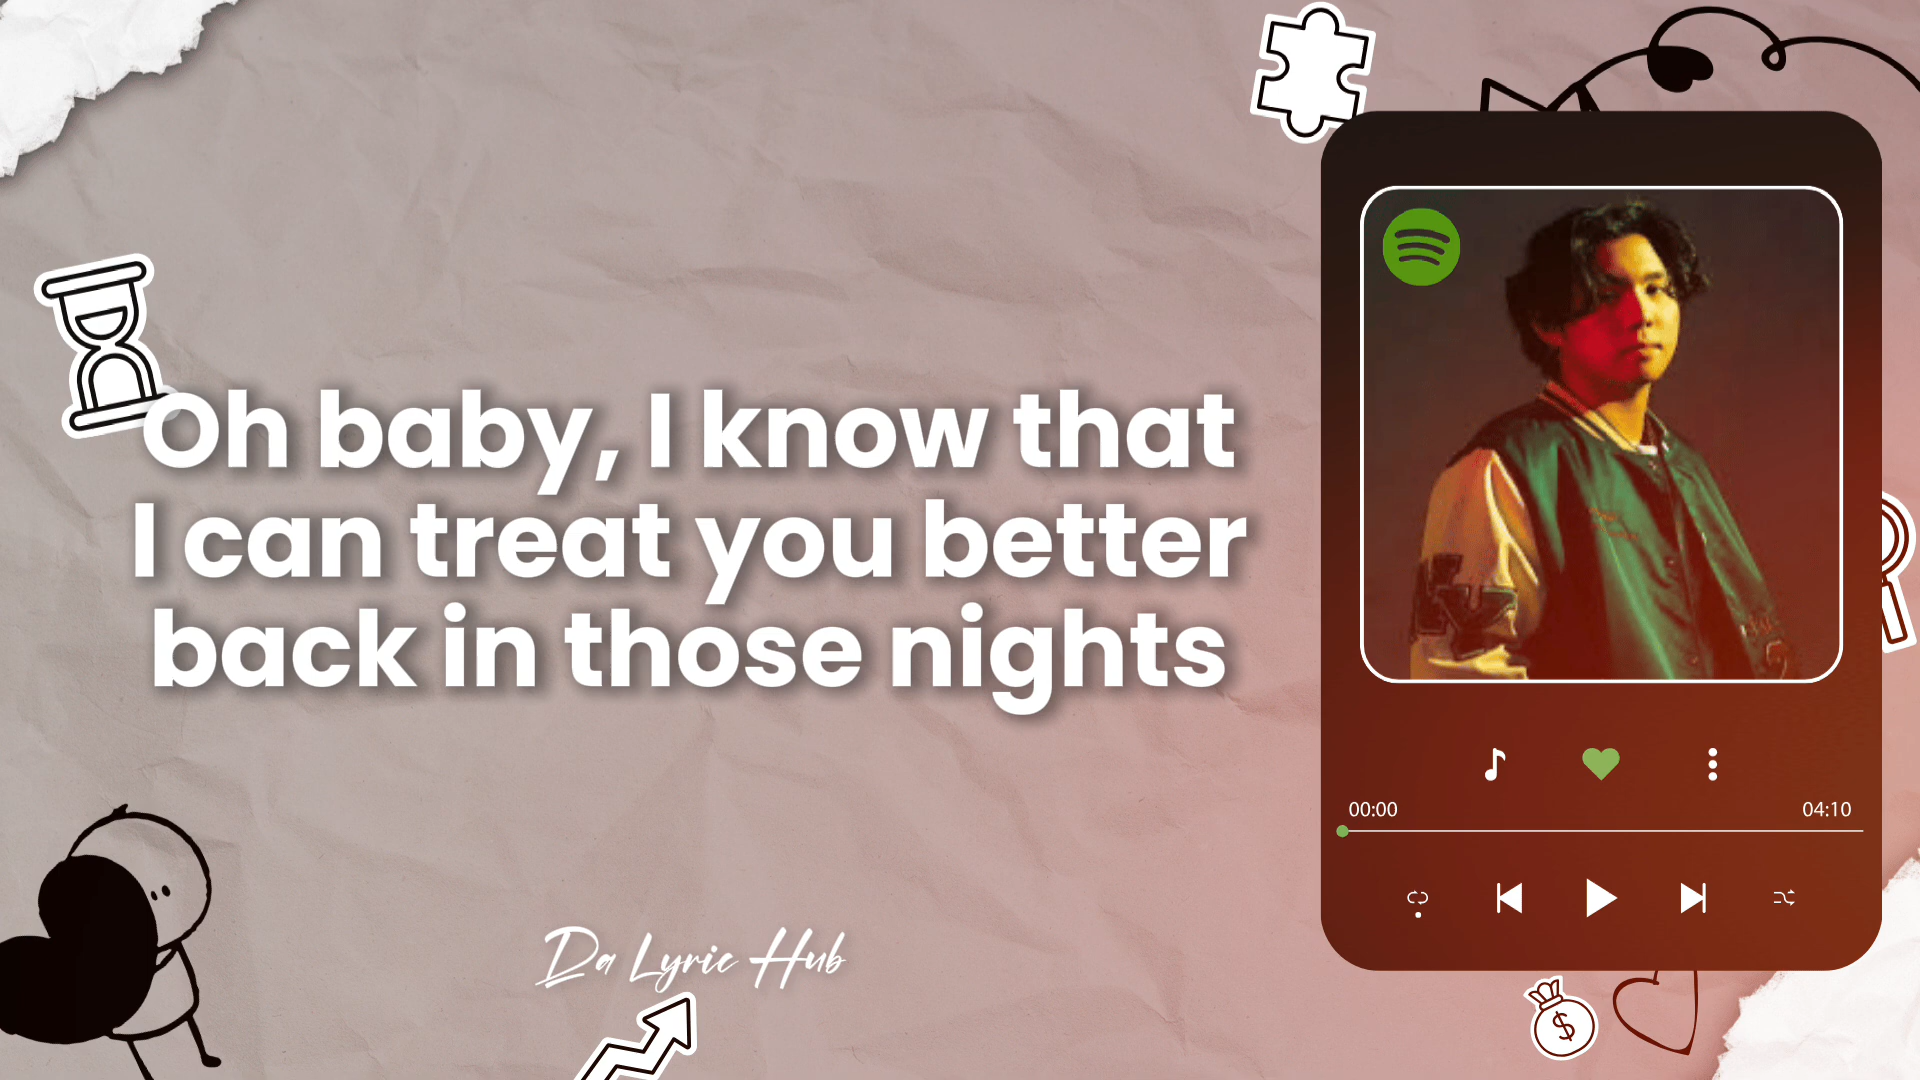 Oh baby, I know that
I can treat you better
back in those nights
00:00
04:10
Da Lyric Hub
$